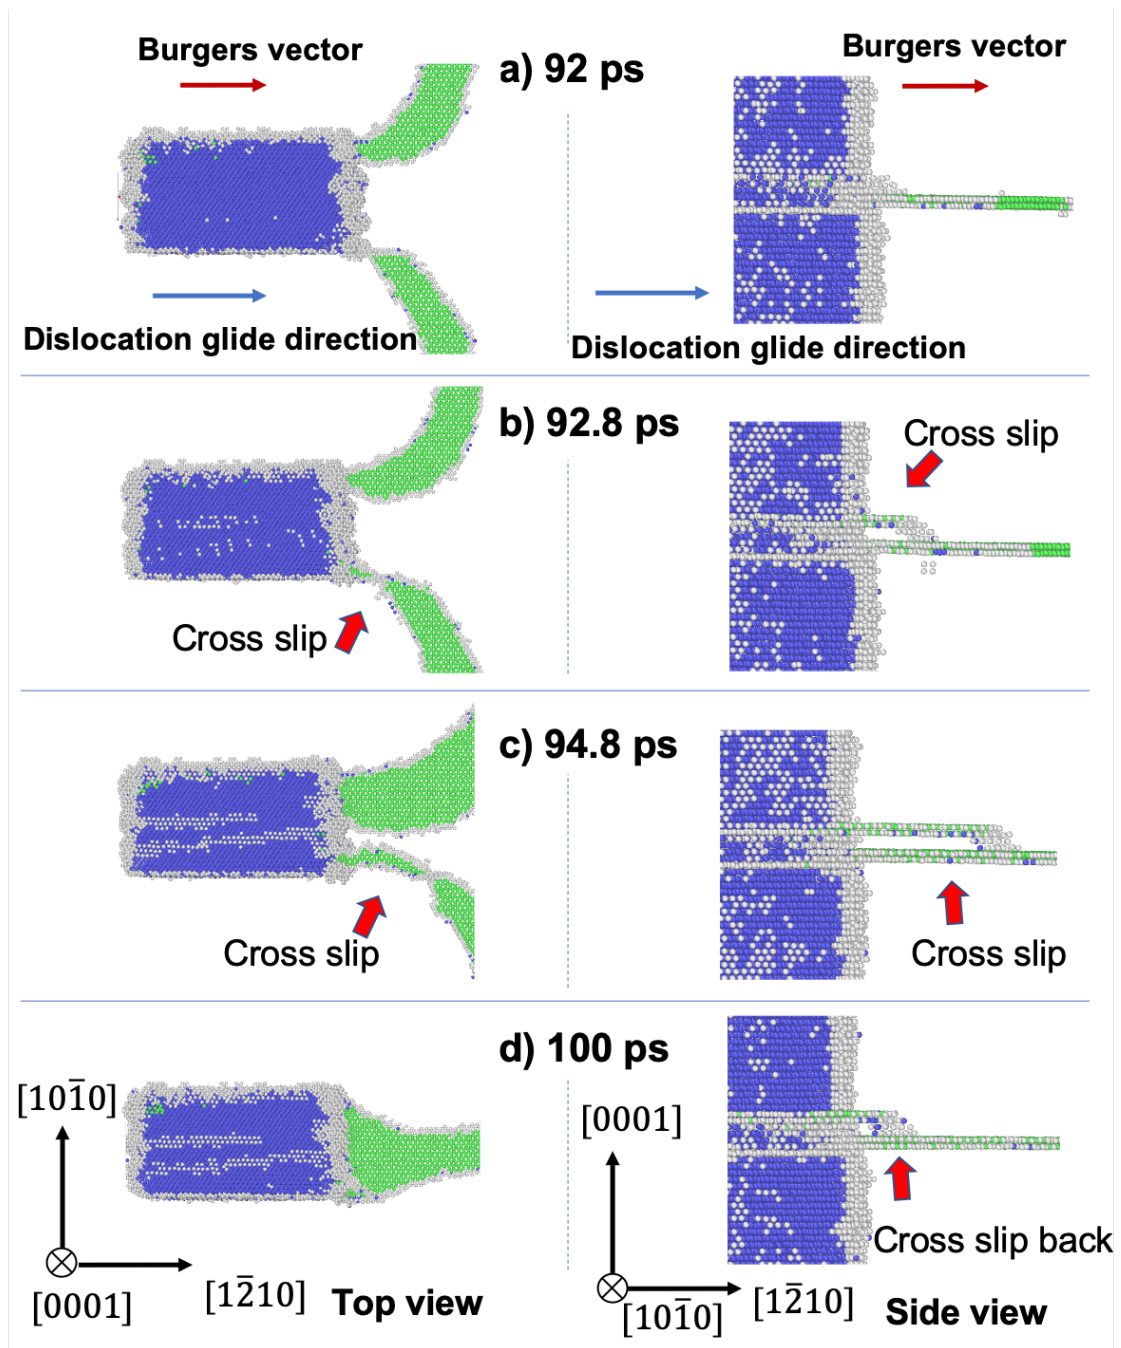 Burgers vector
a) 92 ps
Burgers vector
Dislocation glide direction
Dislocation glide direction
b) 92.8 ps
Cross slip
Cross slip
c) 94.8 ps
Cross slip
Cross slip
d) 100 ps
[101̄0]
[0001]
Cross slip back
[0001]
[12̄10]
Top view
[101̄0]
[12̄10]
Side view